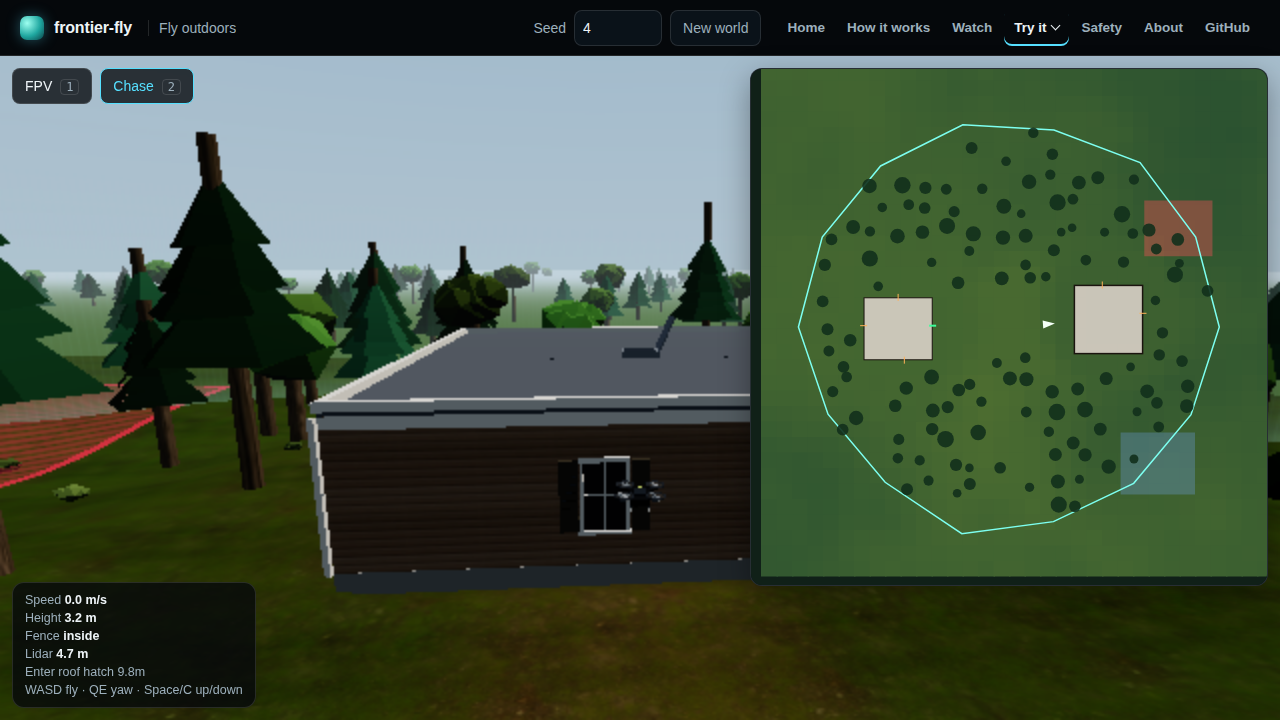 frontier-fly Fly outdoors Seed 4 New world Home How it works Watch Try it Safety About GitHub
FPV 1 Chase 2
Speed 0.0 m/s
Height 3.2 m
Fence inside
Lidar 4.7 m
Enter roof hatch 9.8m
WASD fly · QE yaw · Space/C up/down